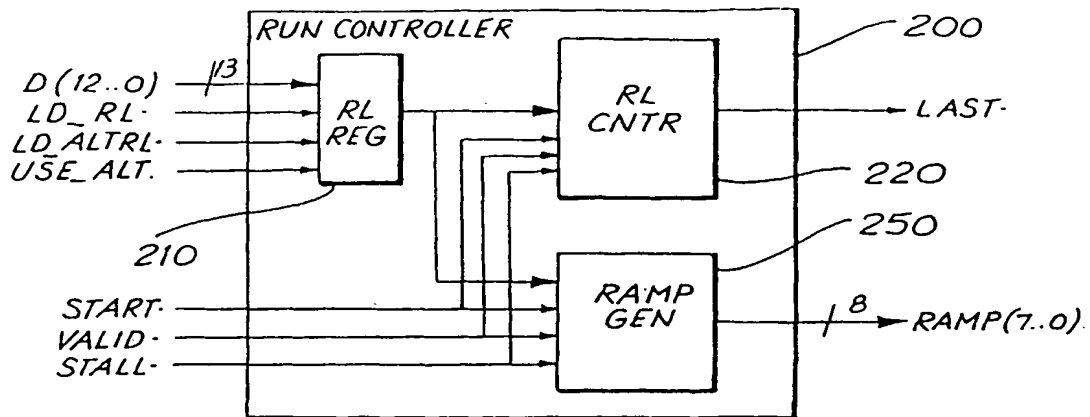 RUN CONTROLLER
200
D(12..0)
13
LD_RL·
LD_ALTRL·
USE_ALT.
RL
REG
RL
CNTR
LAST·
210
220
250
START·
VALID·
STALL·
RAMP
GEN
8
RAMP(7..0).